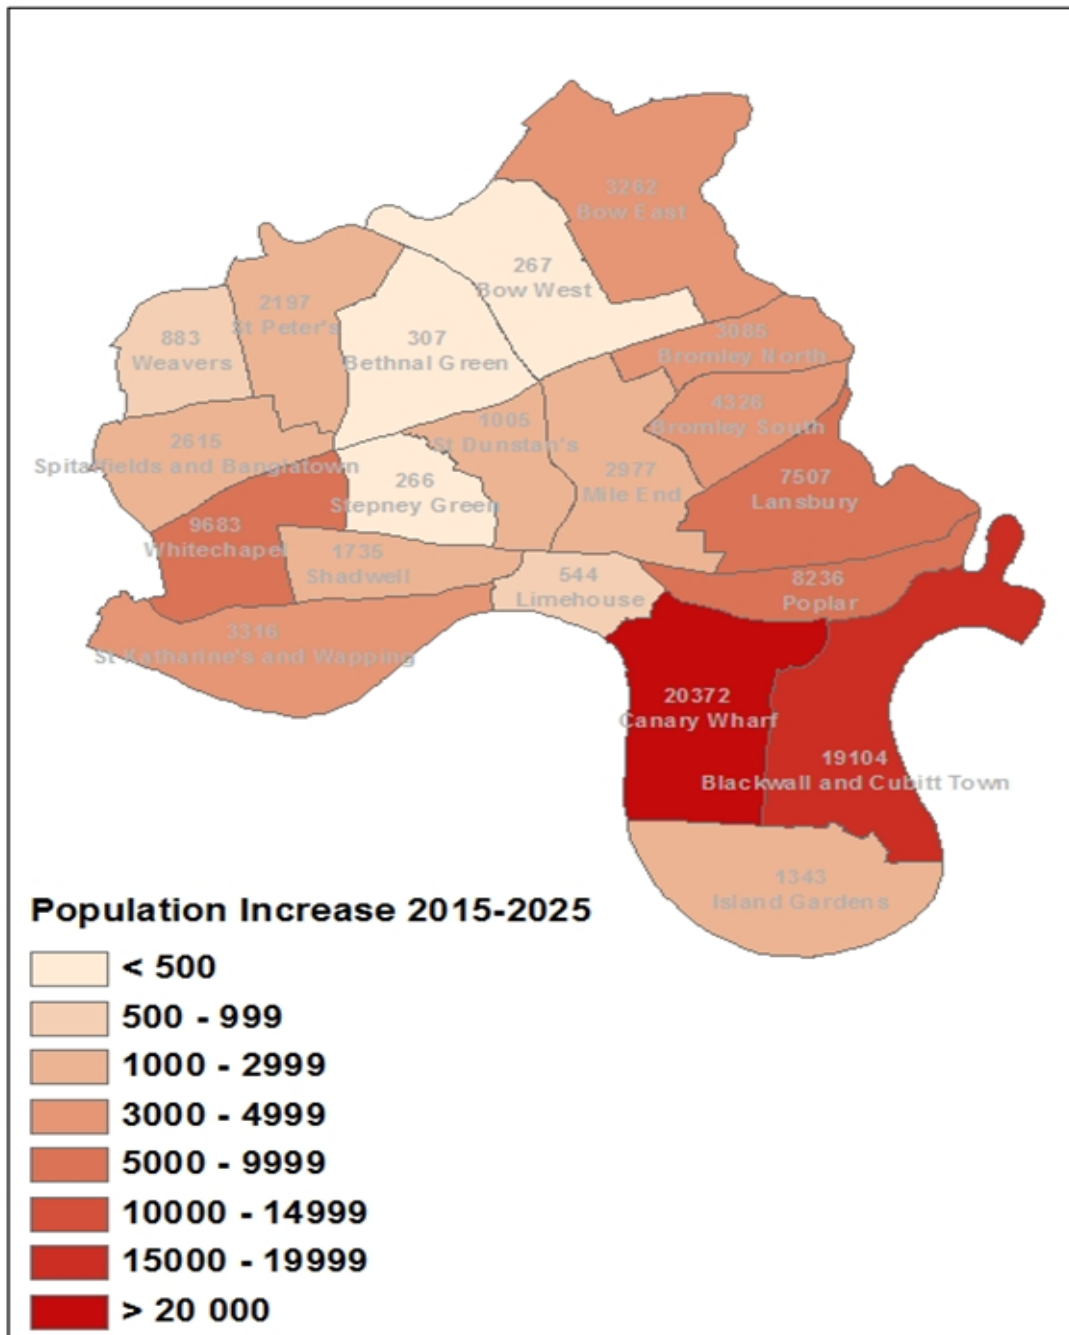 3262
Bow East
267
Bow West
2197
St Peter's
883
Weavers
307
Bethnal Green
3085
Bromley North
4326
Bromley South
1005
St Dunstan's
2615
Spitalfields and Banglatown
266
Stepney Green
2977
Mile End
7507
Lansbury
9683
Whitechapel
1735
Shadwell
544
Limehouse
8236
Poplar
3316
St Katharine's and Wapping
20372
Canary Wharf
19104
Blackwall and Cubitt Town
1343
Island Gardens
Population Increase 2015-2025
< 500
500 - 999
1000 - 2999
3000 - 4999
5000 - 9999
10000 - 14999
15000 - 19999
> 20 000